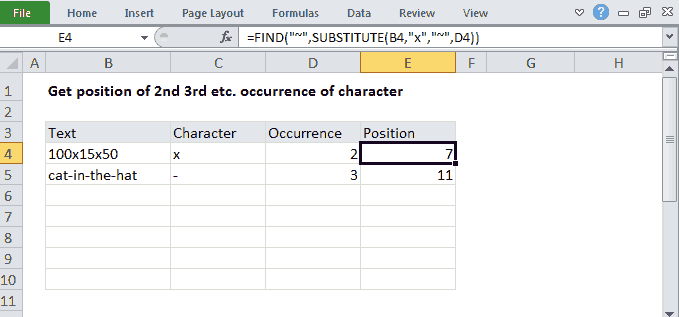 File Home Insert Page Layout Formulas Data Review View ?
E4 fx =FIND("~",SUBSTITUTE(B4,"x","~",D4))
A B C D E F G H
1 Get position of 2nd 3rd etc. occurrence of character
2
3 Text Character Occurrence Position
4 100x15x50 x 2 7
5 cat-in-the-hat - 3 11
6
7
8
9
10
11